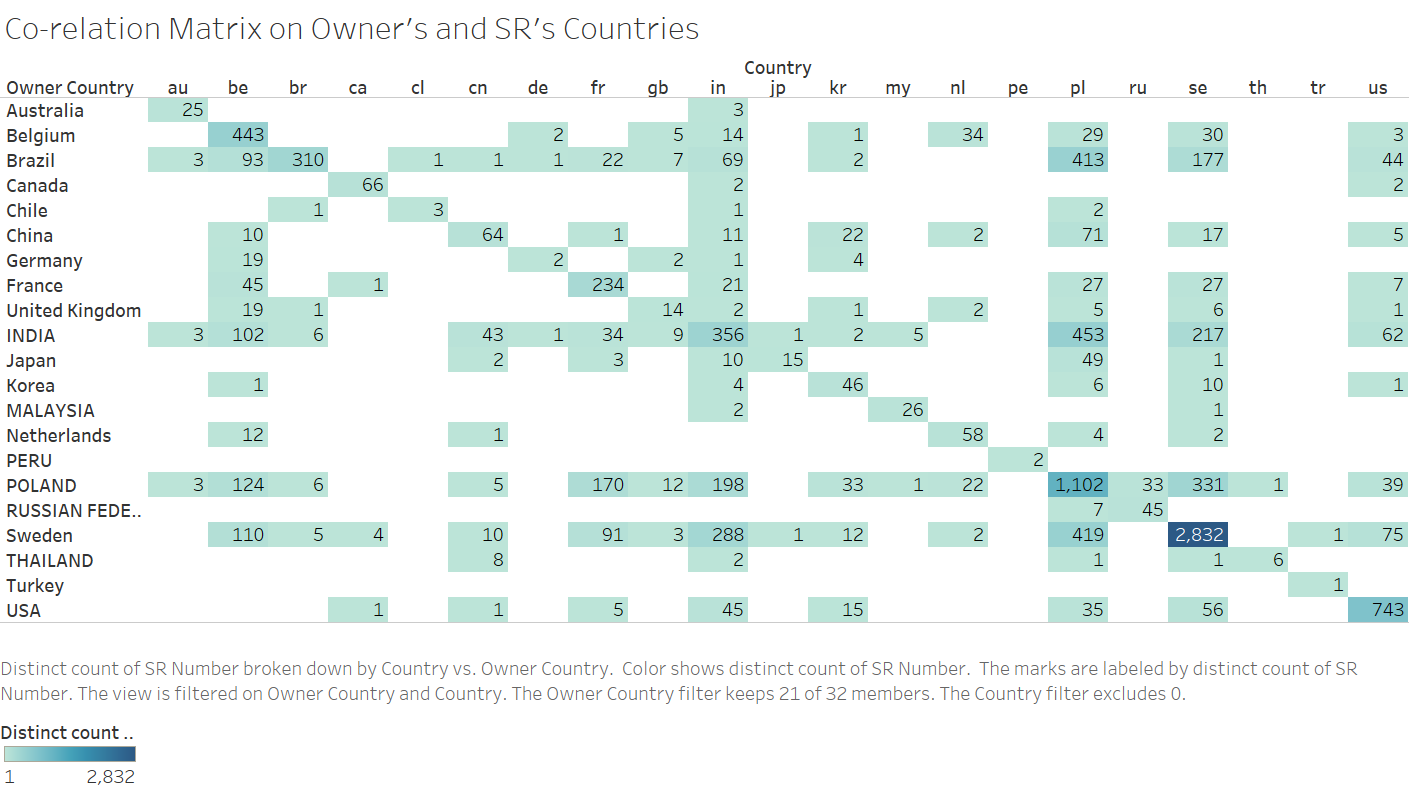 Co-relation Matrix on Owner's and SR's Countries
Country
Owner Country au be br ca cl cn de fr gb in jp kr my nl pe pl ru se th tr us
Australia 25 3
Belgium 443 2 5 14 1 34 29 30 3
Brazil 3 93 310 1 1 1 22 7 69 2 413 177 44
Canada 66 2 2
Chile 1 3 1 2
China 10 64 1 11 22 2 71 17 5
Germany 19 2 2 1 4
France 45 1 234 21 27 27 7
United Kingdom 19 1 14 2 1 2 5 6 1
INDIA 3 102 6 43 1 34 9 356 1 2 5 453 217 62
Japan 2 3 10 15 49 1
Korea 1 4 46 6 10 1
MALAYSIA 2 26 1
Netherlands 12 1 58 4 2
PERU 2
POLAND 3 124 6 5 170 12 198 33 1 22 1,102 33 331 1 39
RUSSIAN FEDE.. 7 45
Sweden 110 5 4 10 91 3 288 1 12 2 419 2,832 1 75
THAILAND 8 2 1 1 6
Turkey 1
USA 1 1 5 45 15 35 56 743
Distinct count of SR Number broken down by Country vs. Owner Country.  Color shows distinct count of SR Number.  The marks are labeled by distinct count of SR
Number. The view is filtered on Owner Country and Country. The Owner Country filter keeps 21 of 32 members. The Country filter excludes 0.
Distinct count ..
1 2,832